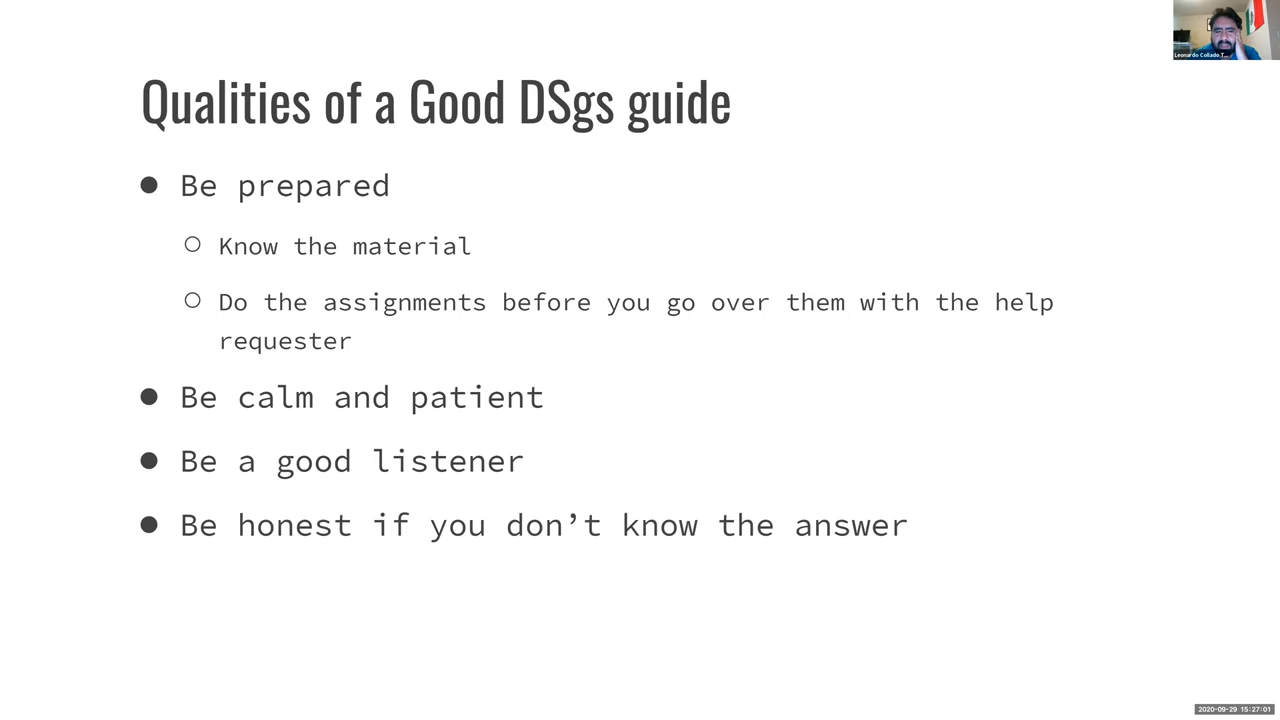 Qualities of a Good DSgs guide
● Be prepared
○ Know the material
○ Do the assignments before you go over them with the help
requester
● Be calm and patient
● Be a good listener
● Be honest if you don’t know the answer
Leonardo Collado T...
2020-09-29 15:27:01